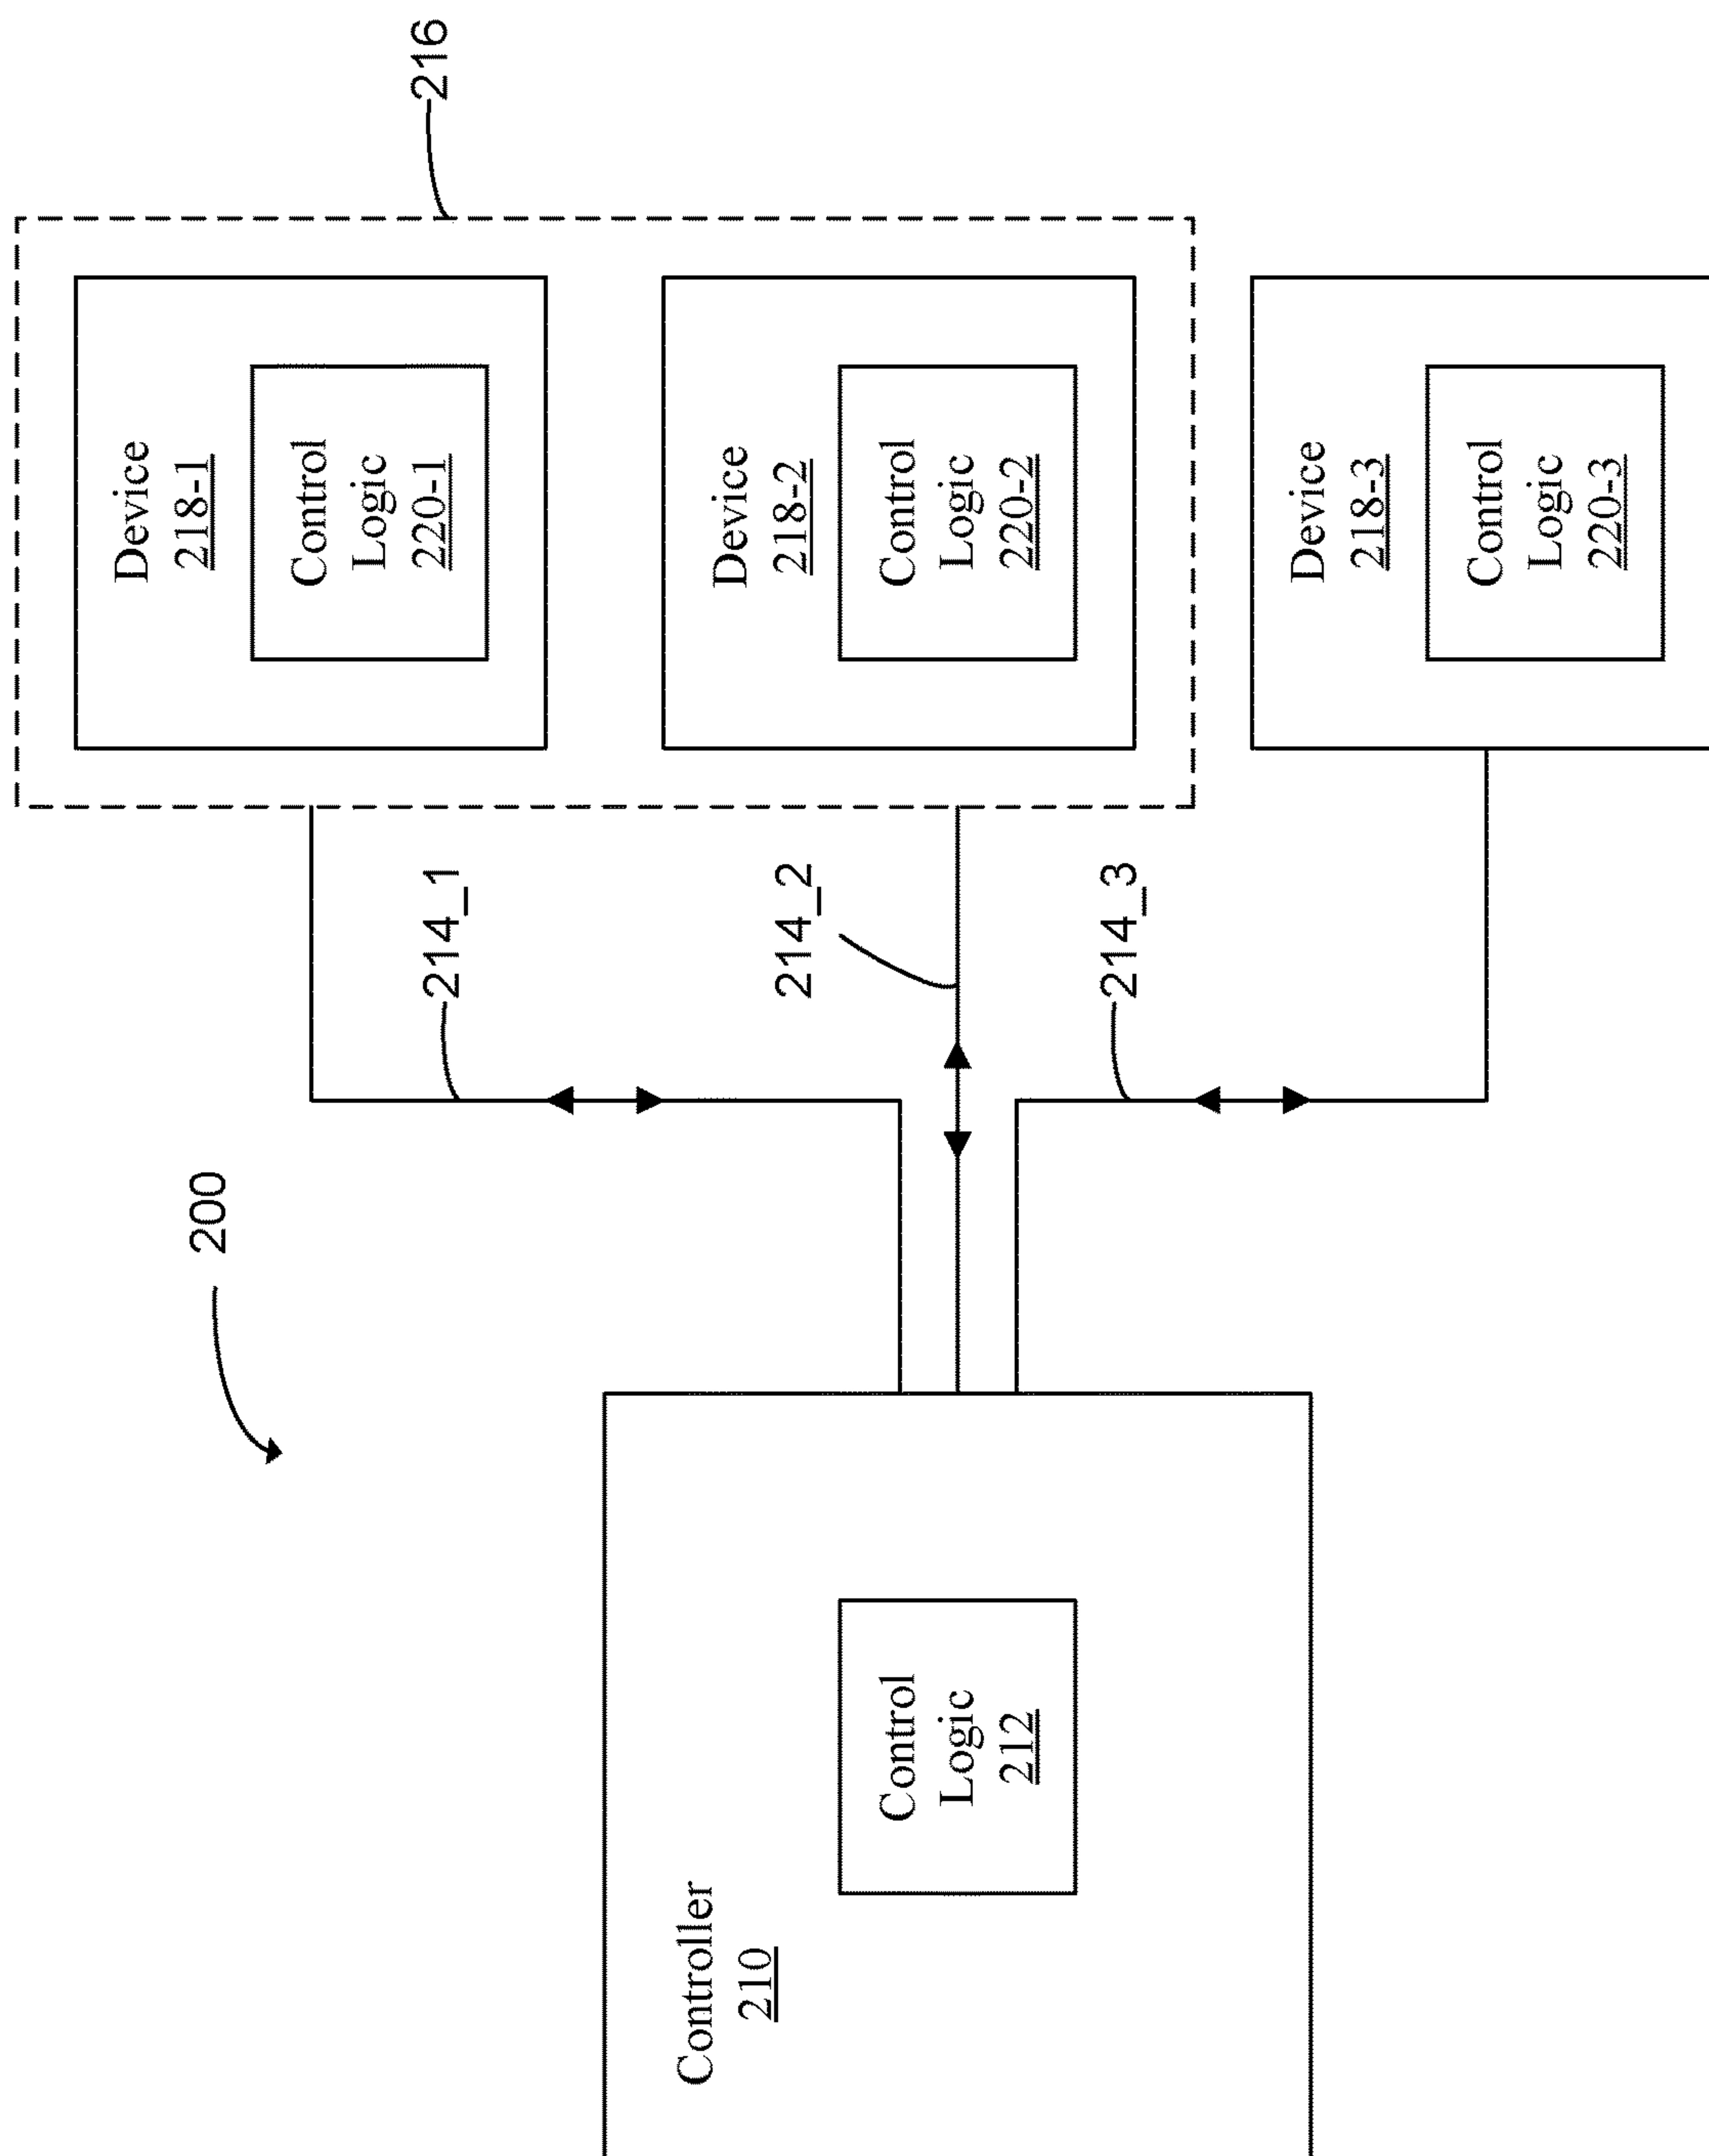 200
Controller
210
Control
Logic
212
214_1
214_2
214_3
216
Device
218-1
Control
Logic
220-1
Device
218-2
Control
Logic
220-2
Device
218-3
Control
Logic
220-3